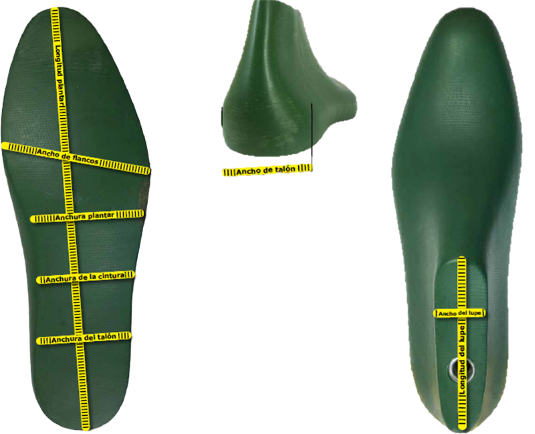 Longitud plantar
Ancho de flancos
Anchura plantar
Anchura de la cintura
Anchura del talón
Ancho de talón
Ancho del lupe
Longitud del lupe